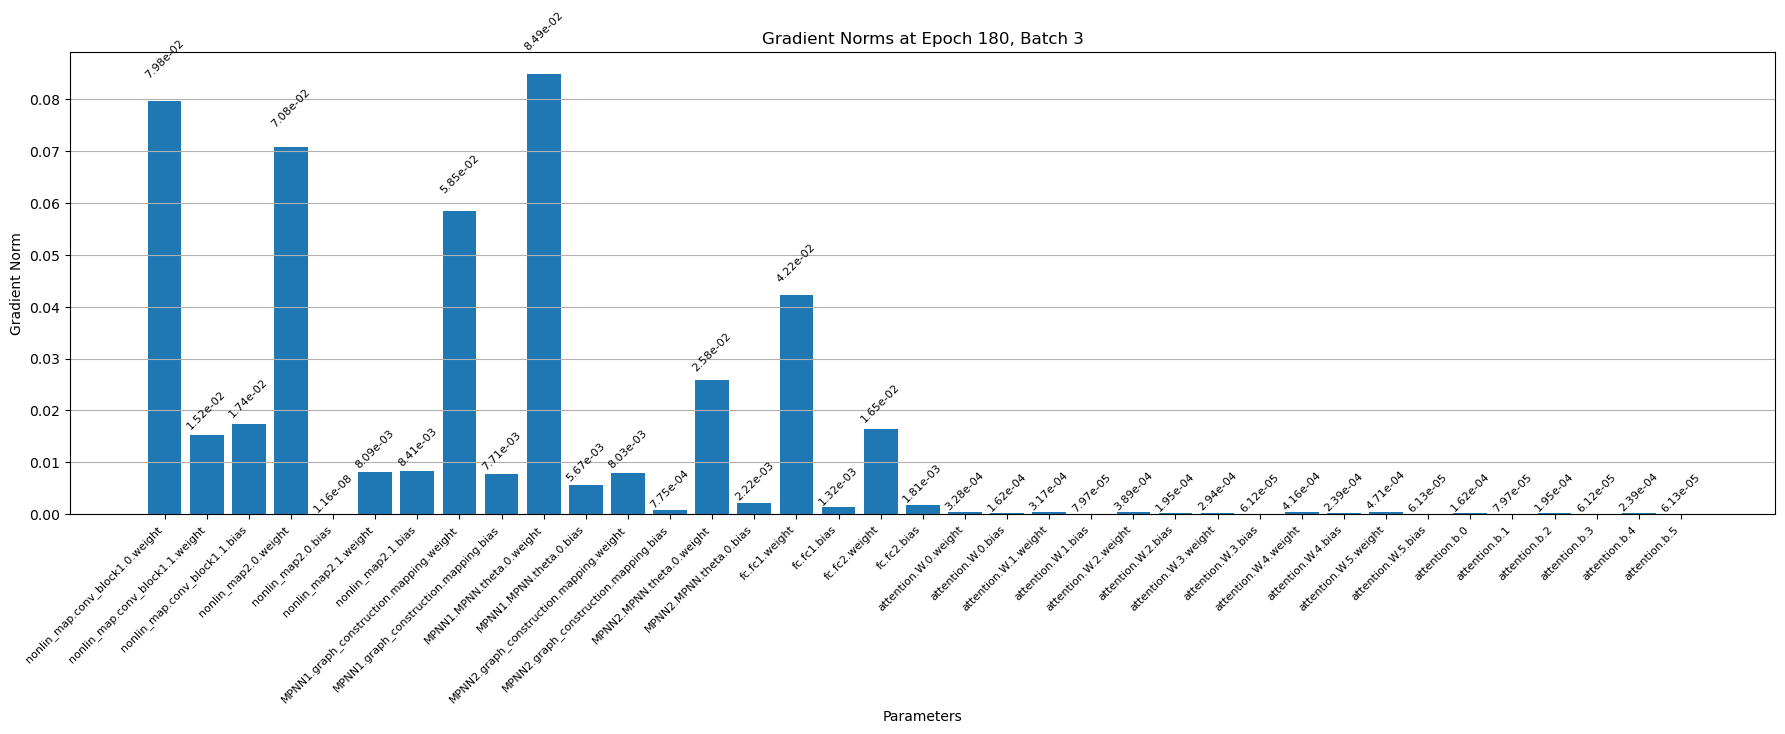 Gradient Norms at Epoch 180, Batch 3
Gradient Norm
0.08
0.07
0.06
0.05
0.04
0.03
0.02
0.01
0.00
7.98e-02
1.52e-02
1.74e-02
7.08e-02
1.16e-08
8.09e-03
8.41e-03
5.85e-02
7.71e-03
8.49e-02
5.67e-03
8.03e-03
7.75e-04
2.58e-02
2.22e-03
4.22e-02
1.32e-03
1.65e-02
1.81e-03
3.28e-04
1.62e-04
3.17e-04
7.97e-05
3.89e-04
1.95e-04
2.94e-04
6.12e-05
4.16e-04
2.39e-04
4.71e-04
6.13e-05
1.62e-04
7.97e-05
1.95e-04
6.12e-05
2.39e-04
6.13e-05
nonlin_map.conv_block1.0.weight
nonlin_map.conv_block1.1.weight
nonlin_map.conv_block1.1.bias
nonlin_map2.0.weight
nonlin_map2.0.bias
nonlin_map2.1.weight
nonlin_map2.1.bias
MPNN1.graph_construction.mapping.weight
MPNN1.graph_construction.mapping.bias
MPNN1.MPNN.theta.0.weight
MPNN1.MPNN.theta.0.bias
MPNN2.graph_construction.mapping.weight
MPNN2.graph_construction.mapping.bias
MPNN2.MPNN.theta.0.weight
MPNN2.MPNN.theta.0.bias
fc.fc1.weight
fc.fc1.bias
fc.fc2.weight
fc.fc2.bias
attention.W.0.weight
attention.W.0.bias
attention.W.1.weight
attention.W.1.bias
attention.W.2.weight
attention.W.2.bias
attention.W.3.weight
attention.W.3.bias
attention.W.4.weight
attention.W.4.bias
attention.W.5.weight
attention.W.5.bias
attention.b.0
attention.b.1
attention.b.2
attention.b.3
attention.b.4
attention.b.5
Parameters